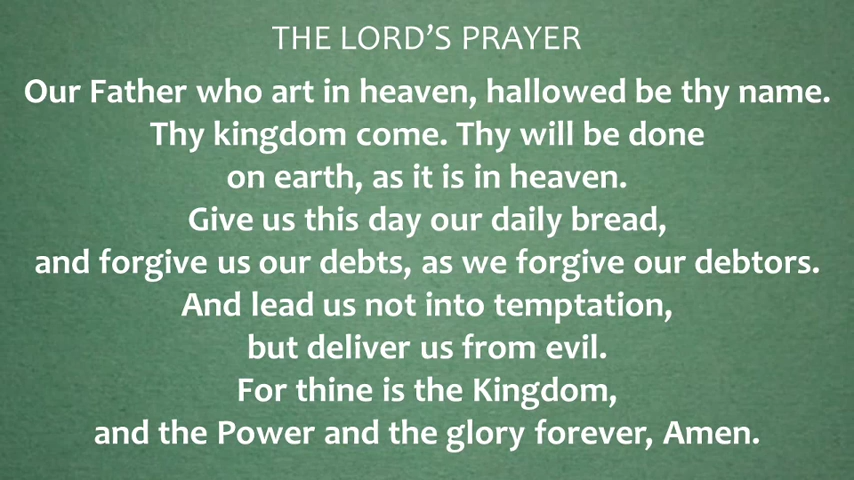 THE LORD’S PRAYER
Our Father who art in heaven, hallowed be thy name.
Thy kingdom come. Thy will be done
on earth, as it is in heaven.
Give us this day our daily bread,
and forgive us our debts, as we forgive our debtors.
And lead us not into temptation,
but deliver us from evil.
For thine is the Kingdom,
and the Power and the glory forever, Amen.